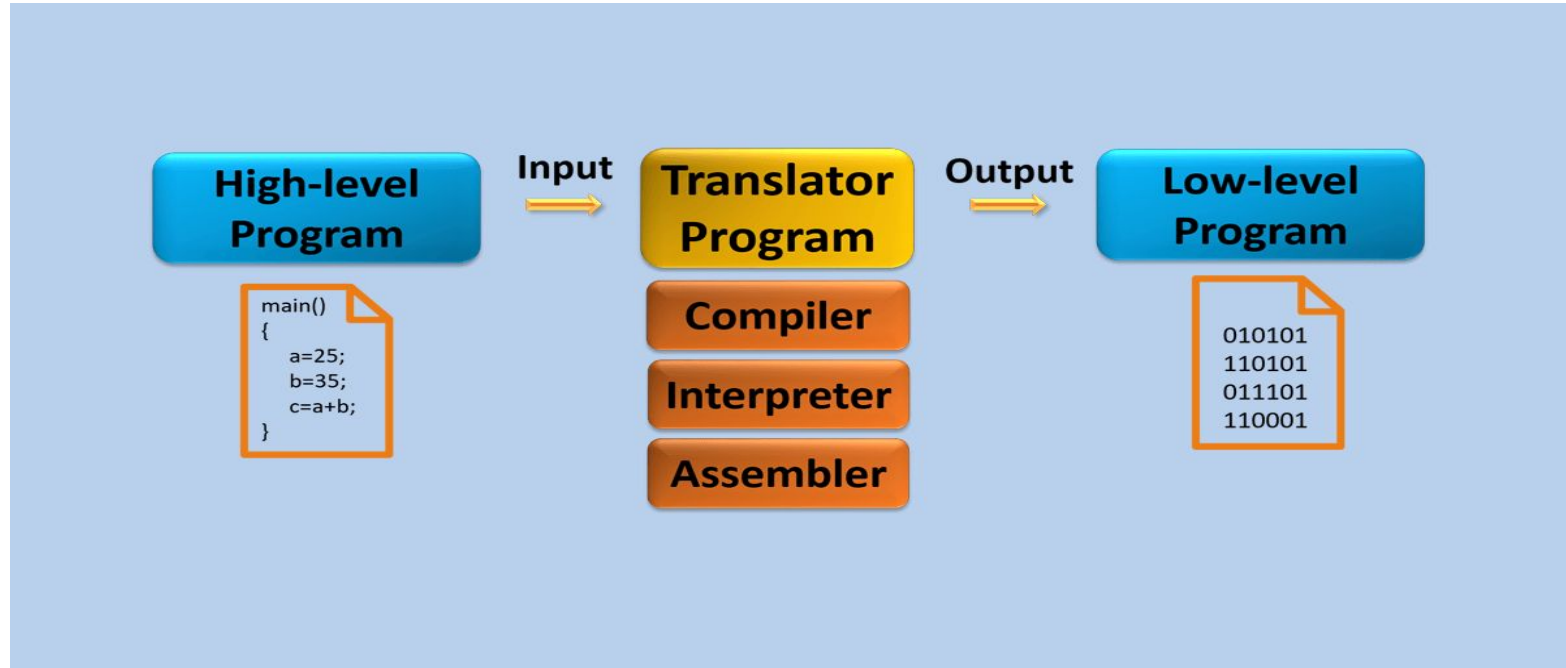 High-level
Program
Input
Translator
Program
Output
Low-level
Program
main()
{
a=25;
b=35;
c=a+b;
}
Compiler
Interpreter
Assembler
010101
110101
011101
110001